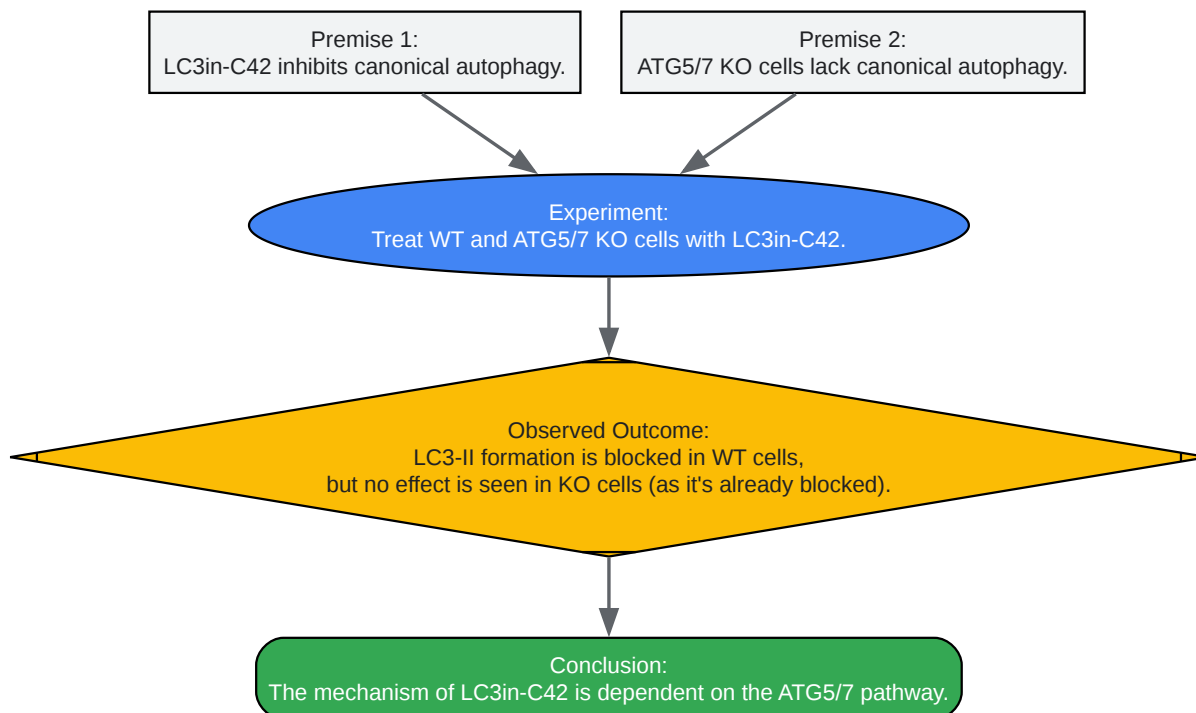 Premise 1:
LC3in-C42 inhibits canonical autophagy.
Premise 2:
ATG5/7 KO cells lack canonical autophagy.
Experiment:
Treat WT and ATG5/7 KO cells with LC3in-C42.
Observed Outcome:
LC3-II formation is blocked in WT cells,
but no effect is seen in KO cells (as it's already blocked).
Conclusion:
The mechanism of LC3in-C42 is dependent on the ATG5/7 pathway.